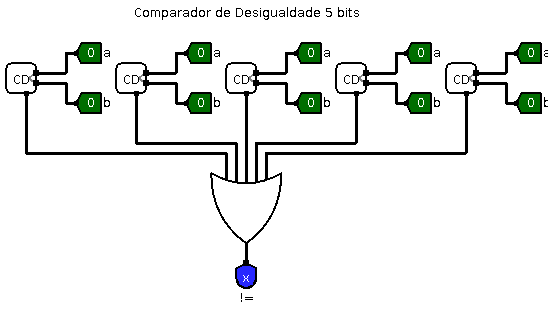 Comparador de Desigualdade 5 bits
0 a 0 a 0 a 0 a 0 a
CD CD CD CD CD
0 b 0 b 0 b 0 b 0 b
x
!=